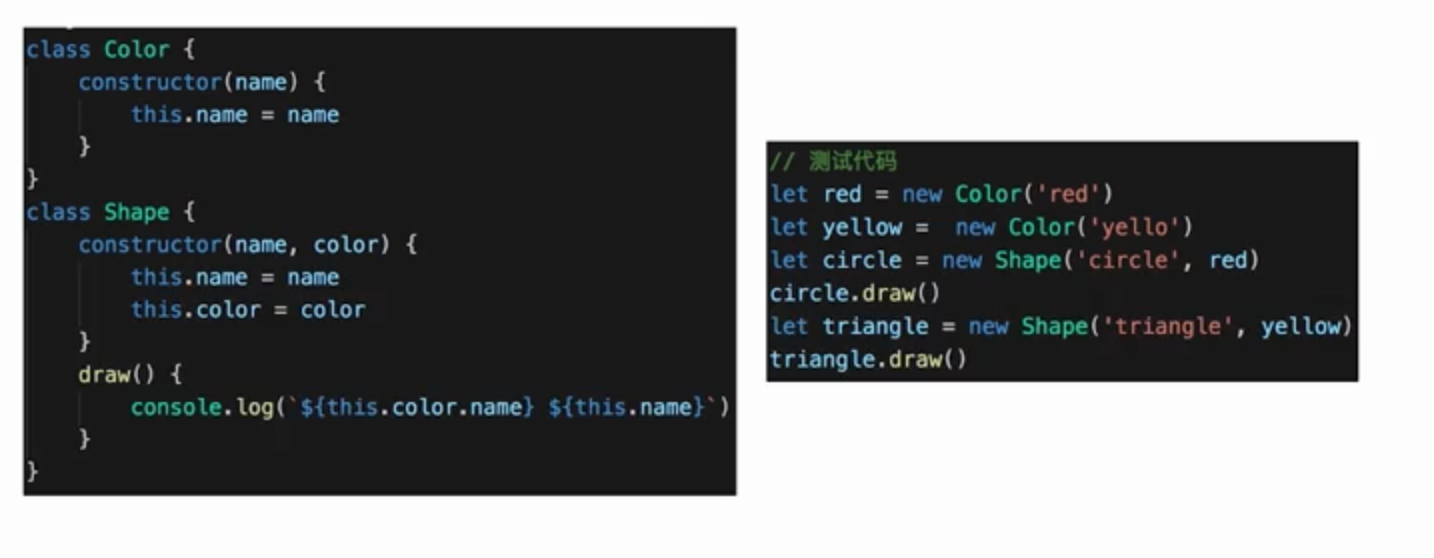 class Color {
    constructor(name) {
        this.name = name
    }
}
class Shape {
    constructor(name, color) {
        this.name = name
        this.color = color
    }
    draw() {
        console.log(`${this.color.name} ${this.name}`)
    }
}
// 测试代码
let red = new Color('red')
let yellow =  new Color('yello')
let circle = new Shape('circle', red)
circle.draw()
let triangle = new Shape('triangle', yellow)
triangle.draw()